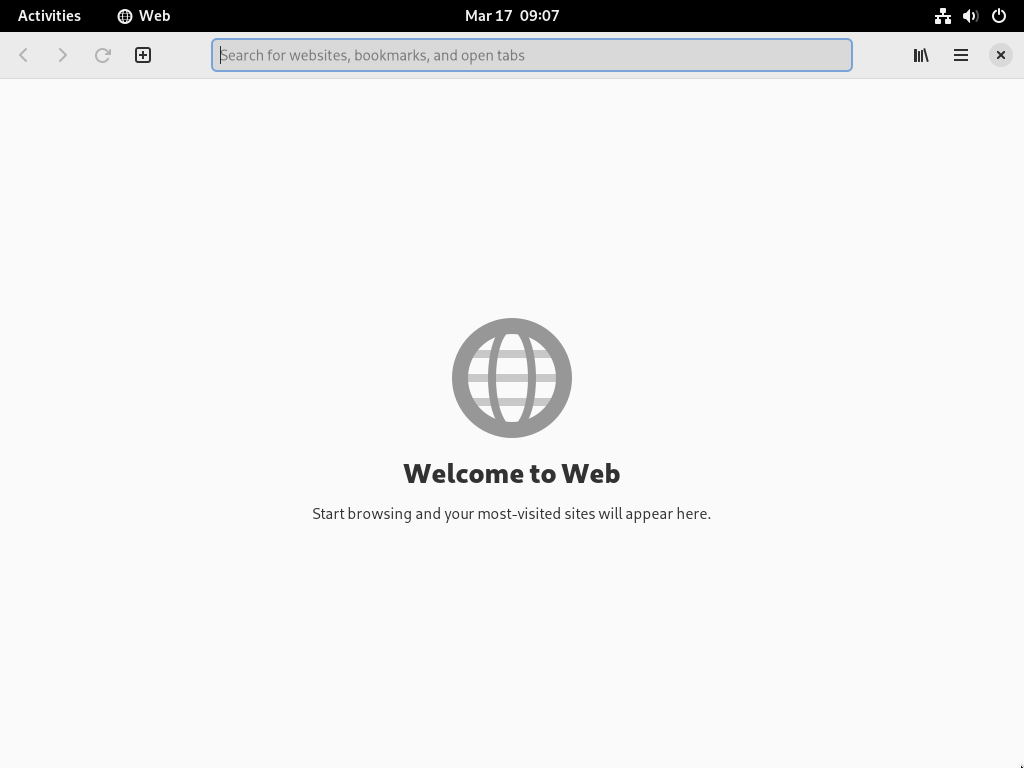 Activities Web Mar 17 09:07
Search for websites, bookmarks, and open tabs
Welcome to Web
Start browsing and your most-visited sites will appear here.